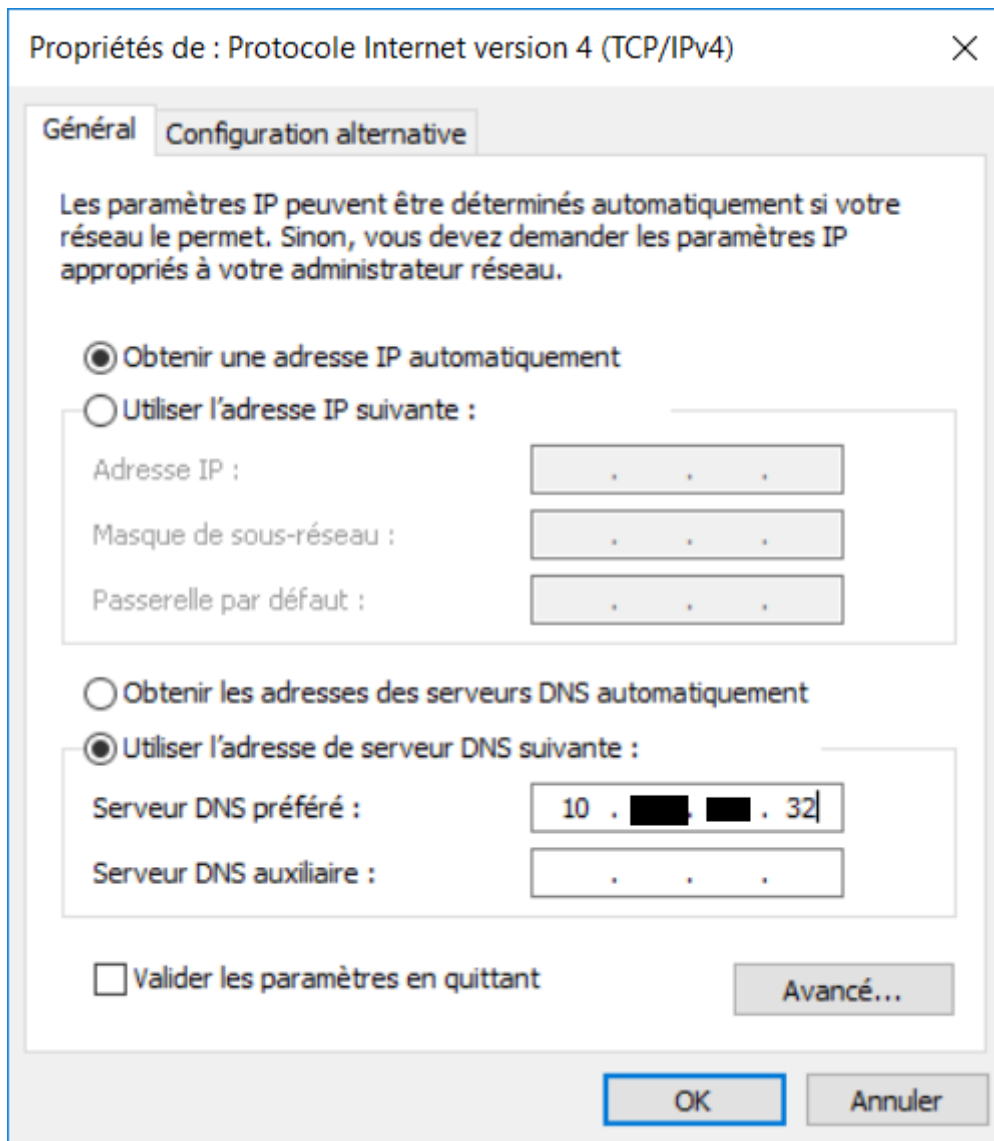 Propriétés de : Protocole Internet version 4 (TCP/IPv4)
Général
Configuration alternative
Les paramètres IP peuvent être déterminés automatiquement si votre
réseau le permet. Sinon, vous devez demander les paramètres IP
appropriés à votre administrateur réseau.
Obtenir une adresse IP automatiquement
Utiliser l'adresse IP suivante :
Adresse IP : . . .
Masque de sous-réseau : . . .
Passerelle par défaut : . . .
Obtenir les adresses des serveurs DNS automatiquement
Utiliser l'adresse de serveur DNS suivante :
Serveur DNS préféré : 10 . . . 32
Serveur DNS auxiliaire : . . .
Valider les paramètres en quittant
Avancé...
OK
Annuler